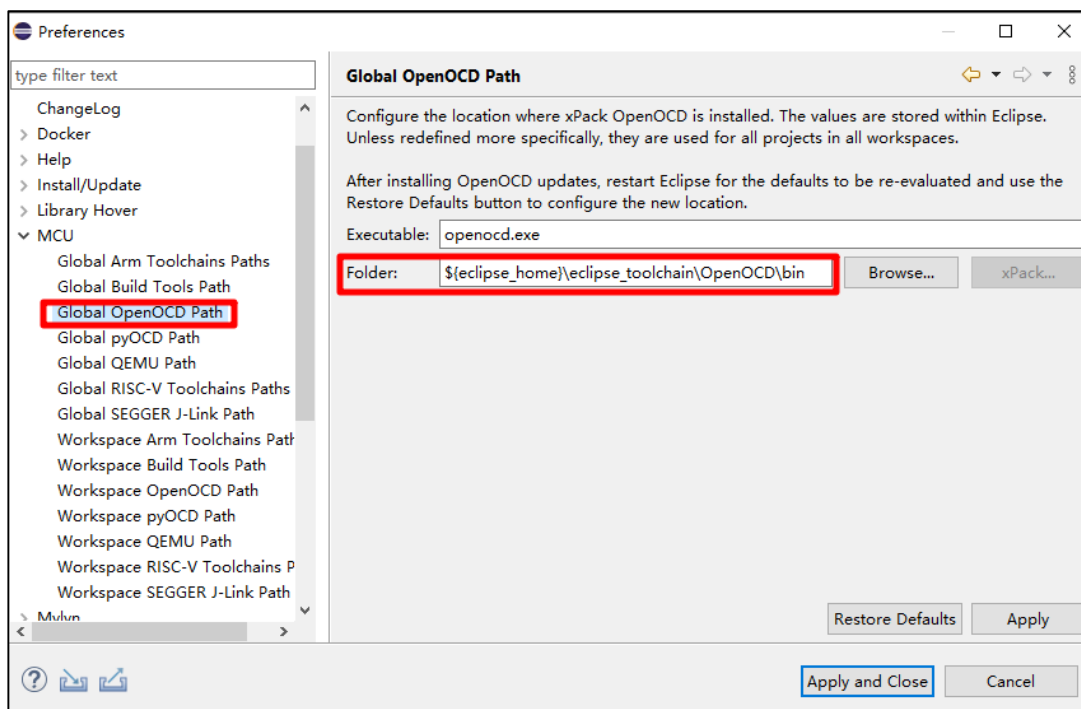 Preferences
type filter text
ChangeLog
Docker
Help
Install/Update
Library Hover
MCU
Global Arm Toolchains Paths
Global Build Tools Path
Global OpenOCD Path
Global pyOCD Path
Global QEMU Path
Global RISC-V Toolchains Paths
Global SEGGER J-Link Path
Workspace Arm Toolchains Path
Workspace Build Tools Path
Workspace OpenOCD Path
Workspace pyOCD Path
Workspace QEMU Path
Workspace RISC-V Toolchains P
Workspace SEGGER J-Link Path
Mylyn
Global OpenOCD Path
Configure the location where xPack OpenOCD is installed. The values are stored within Eclipse.
Unless redefined more specifically, they are used for all projects in all workspaces.
After installing OpenOCD updates, restart Eclipse for the defaults to be re-evaluated and use the
Restore Defaults button to configure the new location.
Executable: openocd.exe
Folder: ${eclipse_home}\eclipse_toolchain\OpenOCD\bin Browse... xPack...
Restore Defaults Apply
Apply and Close Cancel